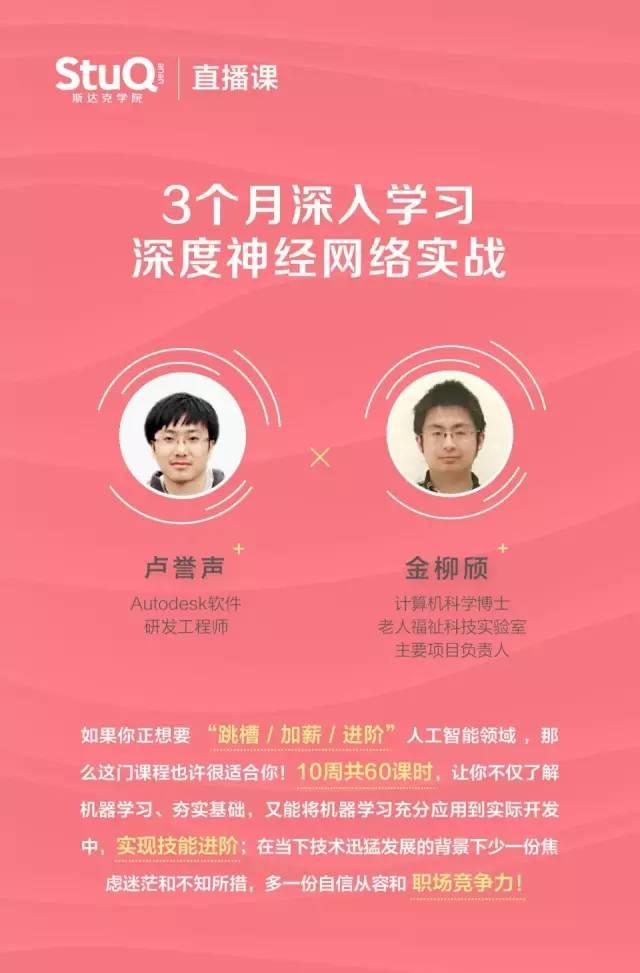 StuQ
斯达克学院
直播课
3个月深入学习
深度神经网络实战
卢誉声
Autodesk软件
研发工程师
金柳颀
计算机科学博士
老人福祉科技实验室
主要项目负责人
如果你正想要 “跳槽 / 加薪 / 进阶” 人工智能领域，那
么这门课程也许很适合你！10周共60课时，让你不仅了解
机器学习、夯实基础，又能将机器学习充分应用到实际开发
中，实现技能进阶；在当下技术迅猛发展的背景下少一份焦
虑迷茫和不知所措，多一份自信从容和 职场竞争力！